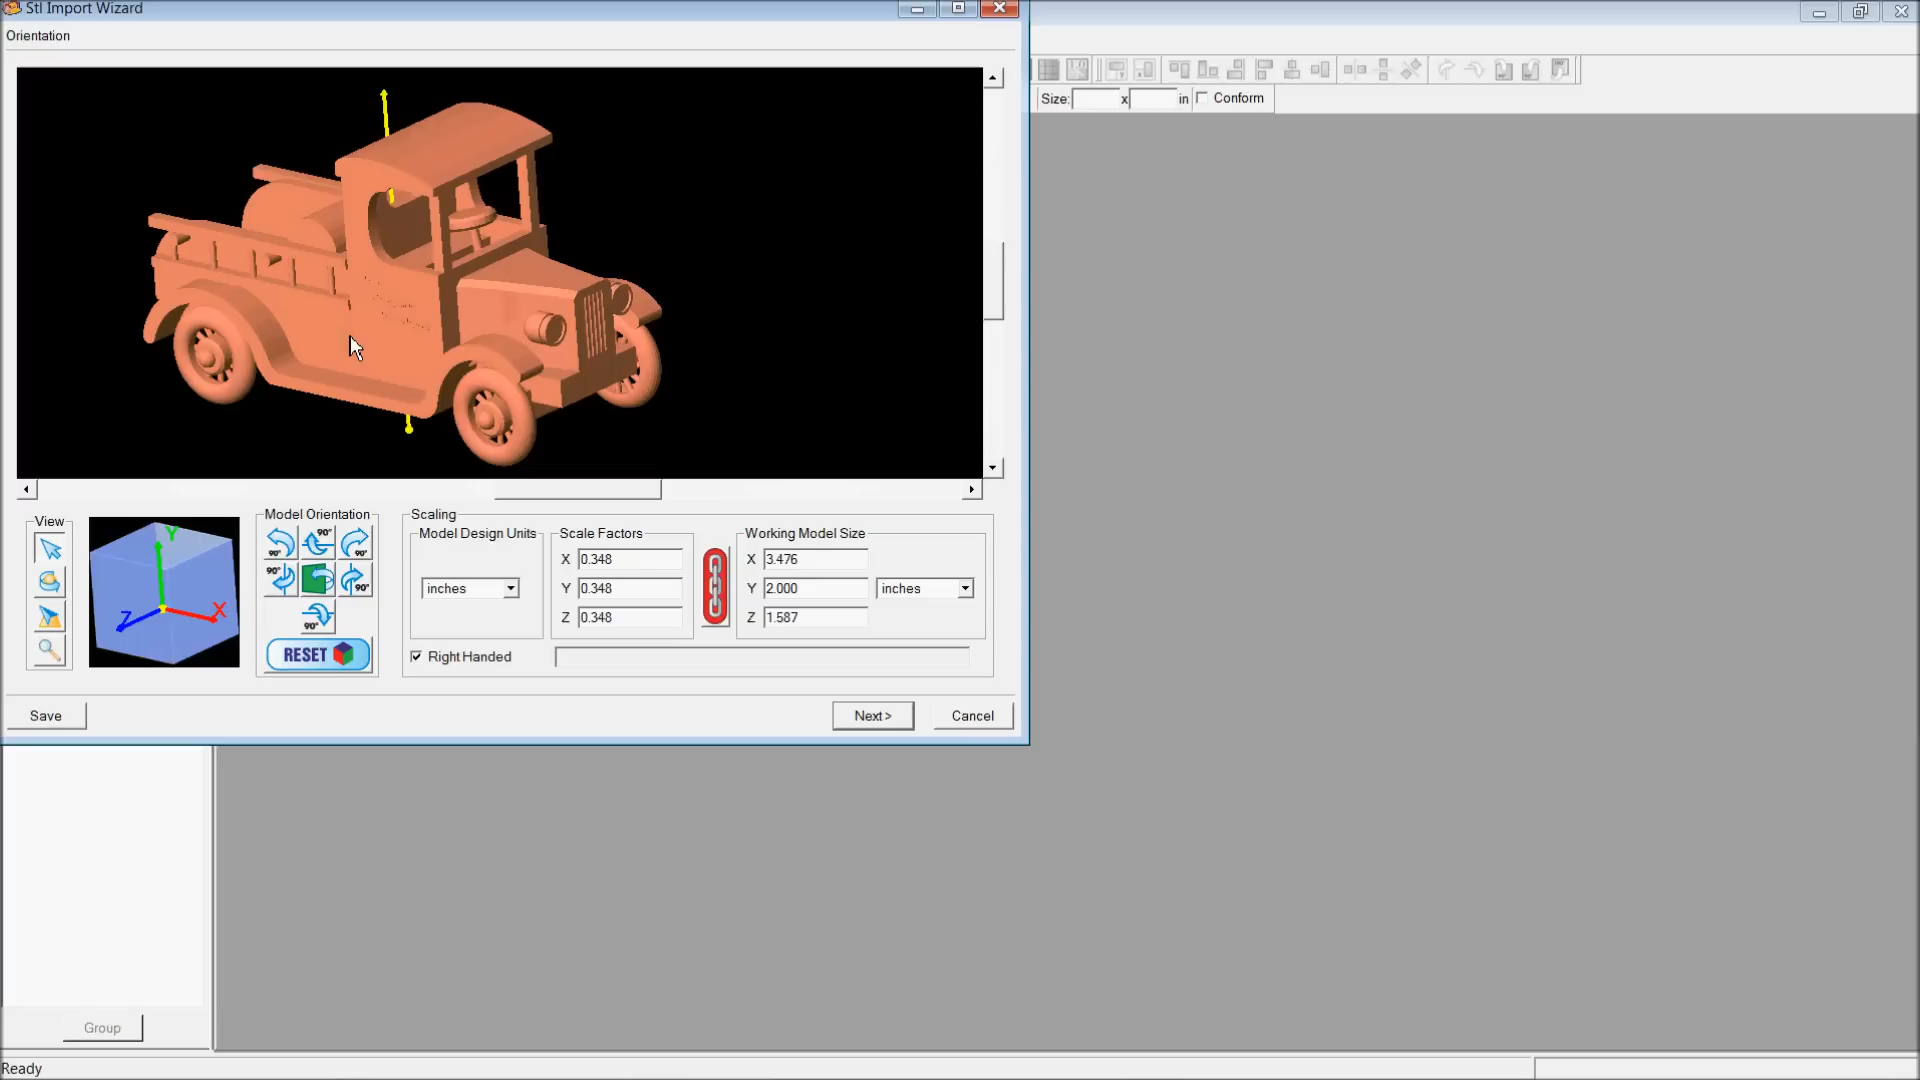 Stl Import Wizard
Orientation
Size: x in Conform
View
Y
Z X
Model Orientation
90° 90° 90°
90° 90°
90°
RESET
Scaling
Model Design Units
inches
Scale Factors
X 0.348
Y 0.348
Z 0.348
Working Model Size
X 3.476
Y 2.000 inches
Z 1.587
Right Handed
Save
Next>
Cancel
Group
Ready